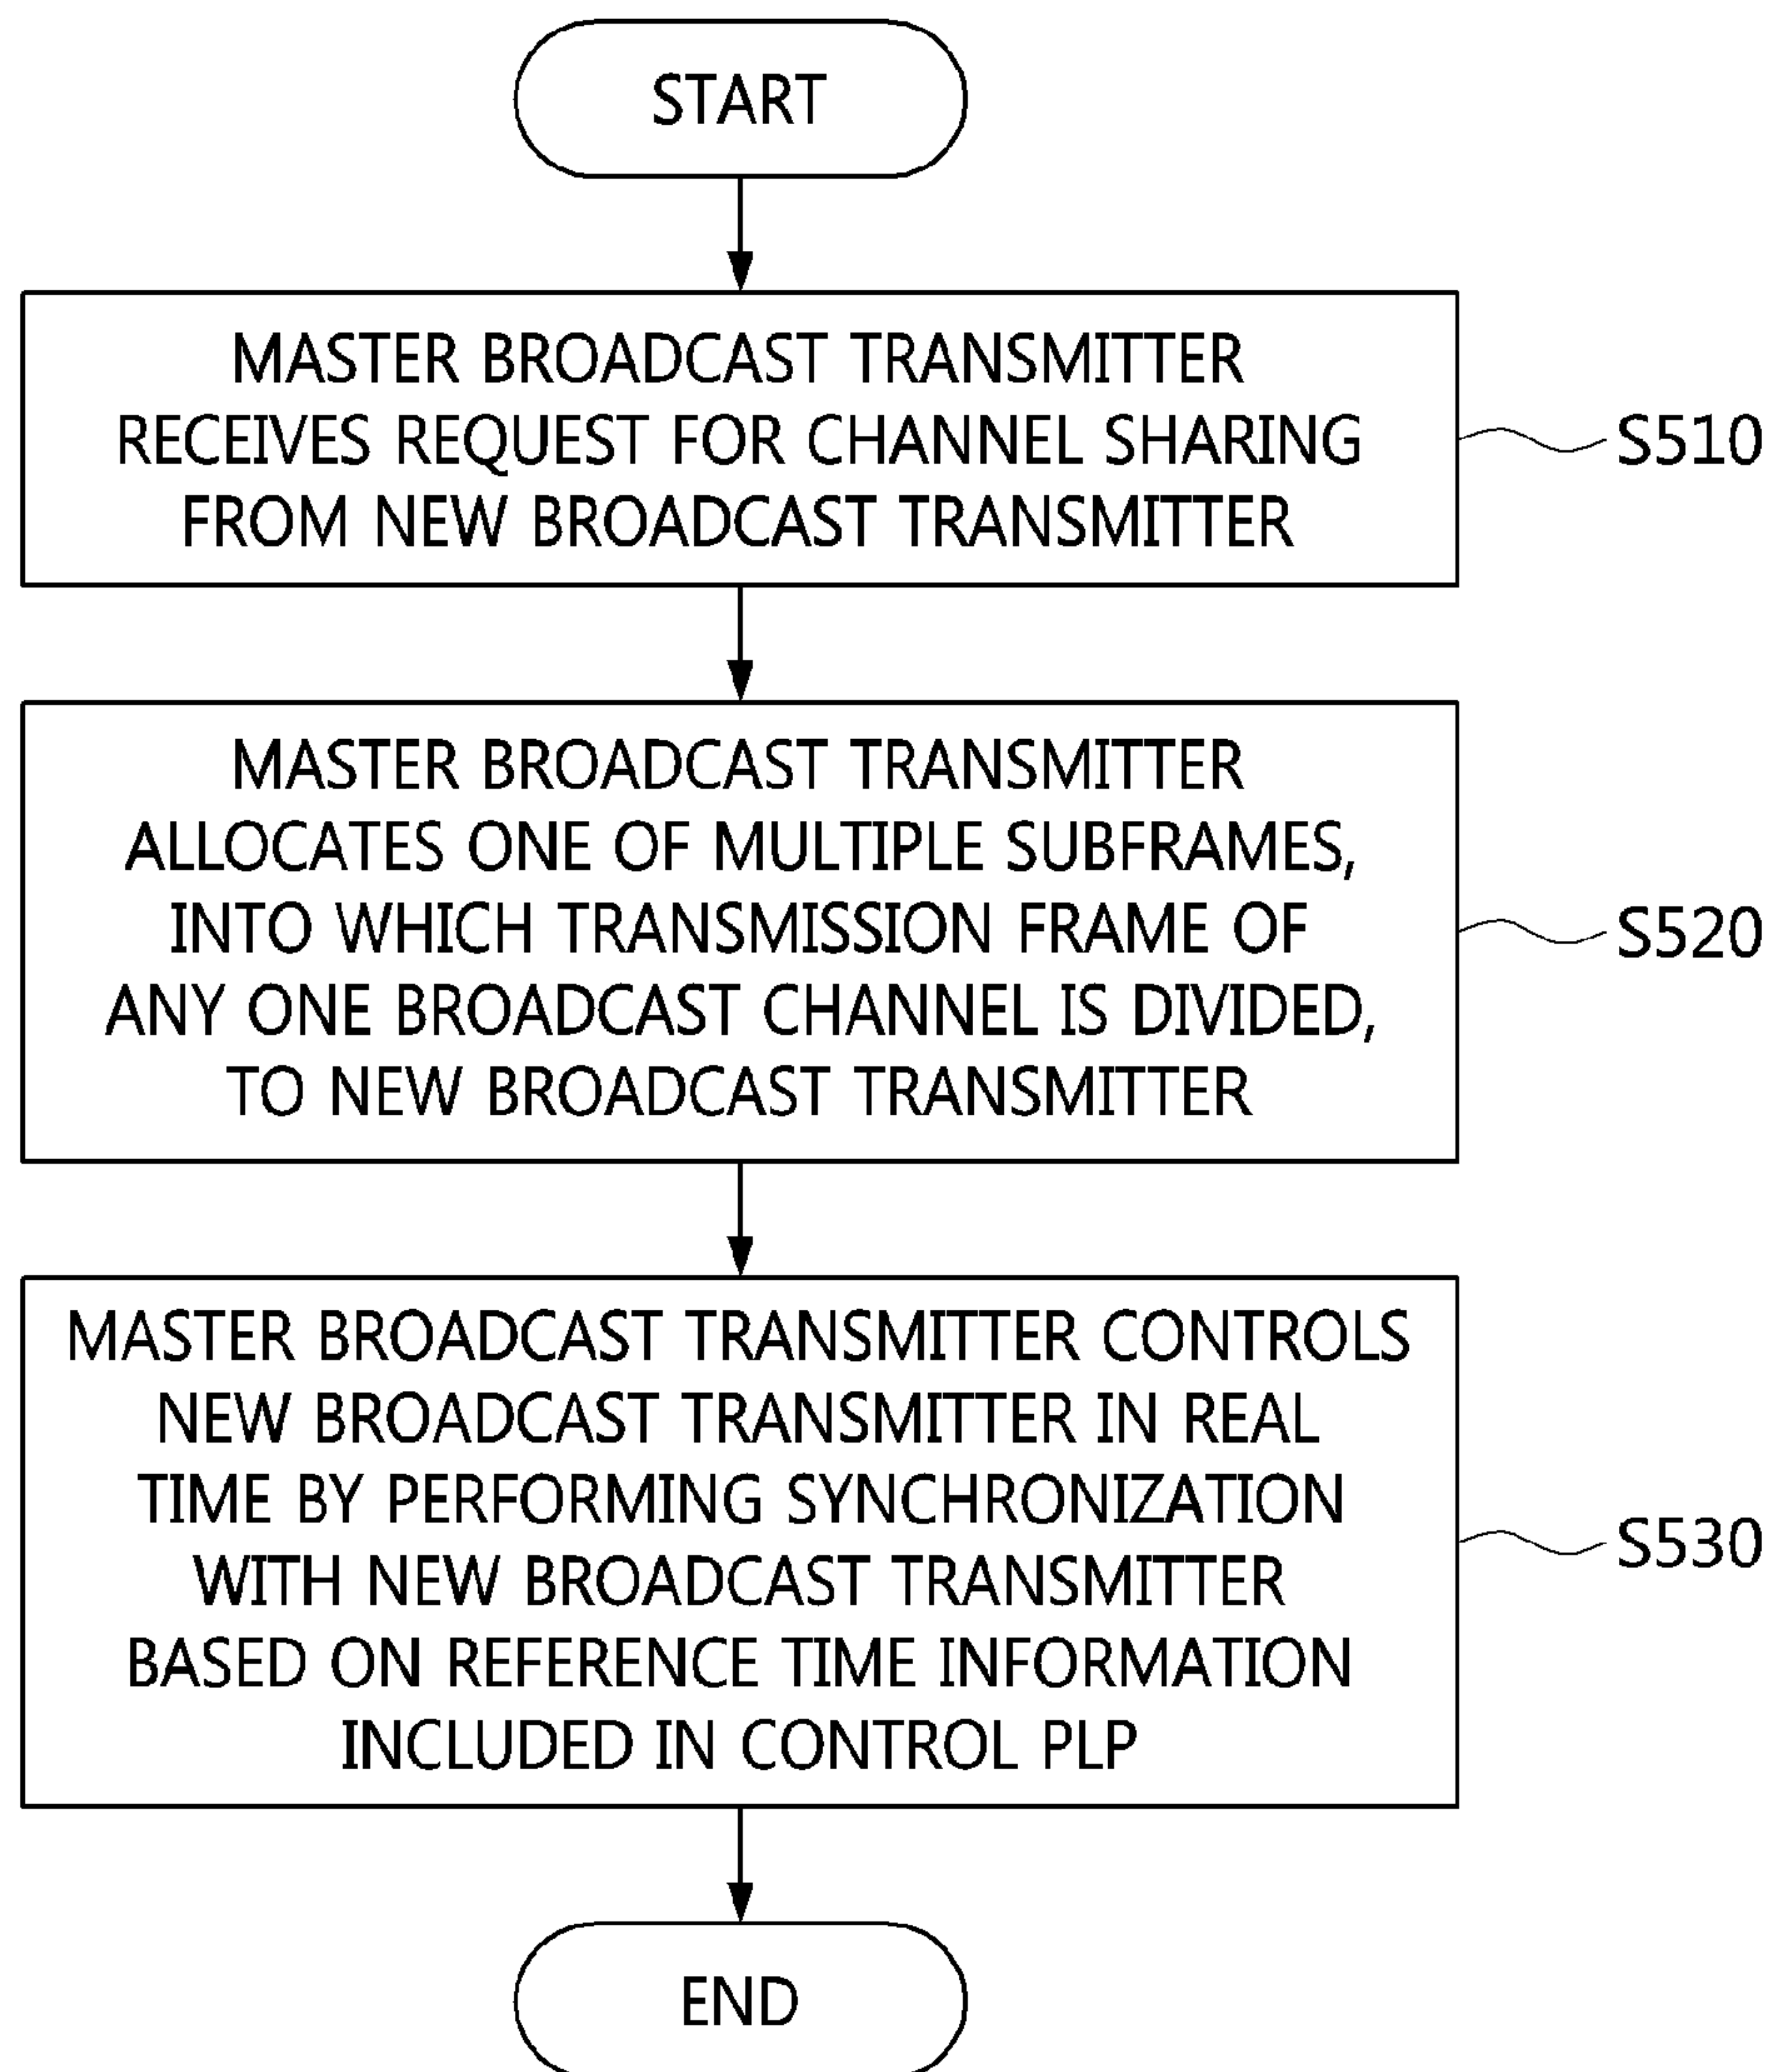 START
MASTER BROADCAST TRANSMITTER
RECEIVES REQUEST FOR CHANNEL SHARING
FROM NEW BROADCAST TRANSMITTER
S510
MASTER BROADCAST TRANSMITTER
ALLOCATES ONE OF MULTIPLE SUBFRAMES,
INTO WHICH TRANSMISSION FRAME OF
ANY ONE BROADCAST CHANNEL IS DIVIDED,
TO NEW BROADCAST TRANSMITTER
S520
MASTER BROADCAST TRANSMITTER CONTROLS
NEW BROADCAST TRANSMITTER IN REAL
TIME BY PERFORMING SYNCHRONIZATION
WITH NEW BROADCAST TRANSMITTER
BASED ON REFERENCE TIME INFORMATION
INCLUDED IN CONTROL PLP
S530
END